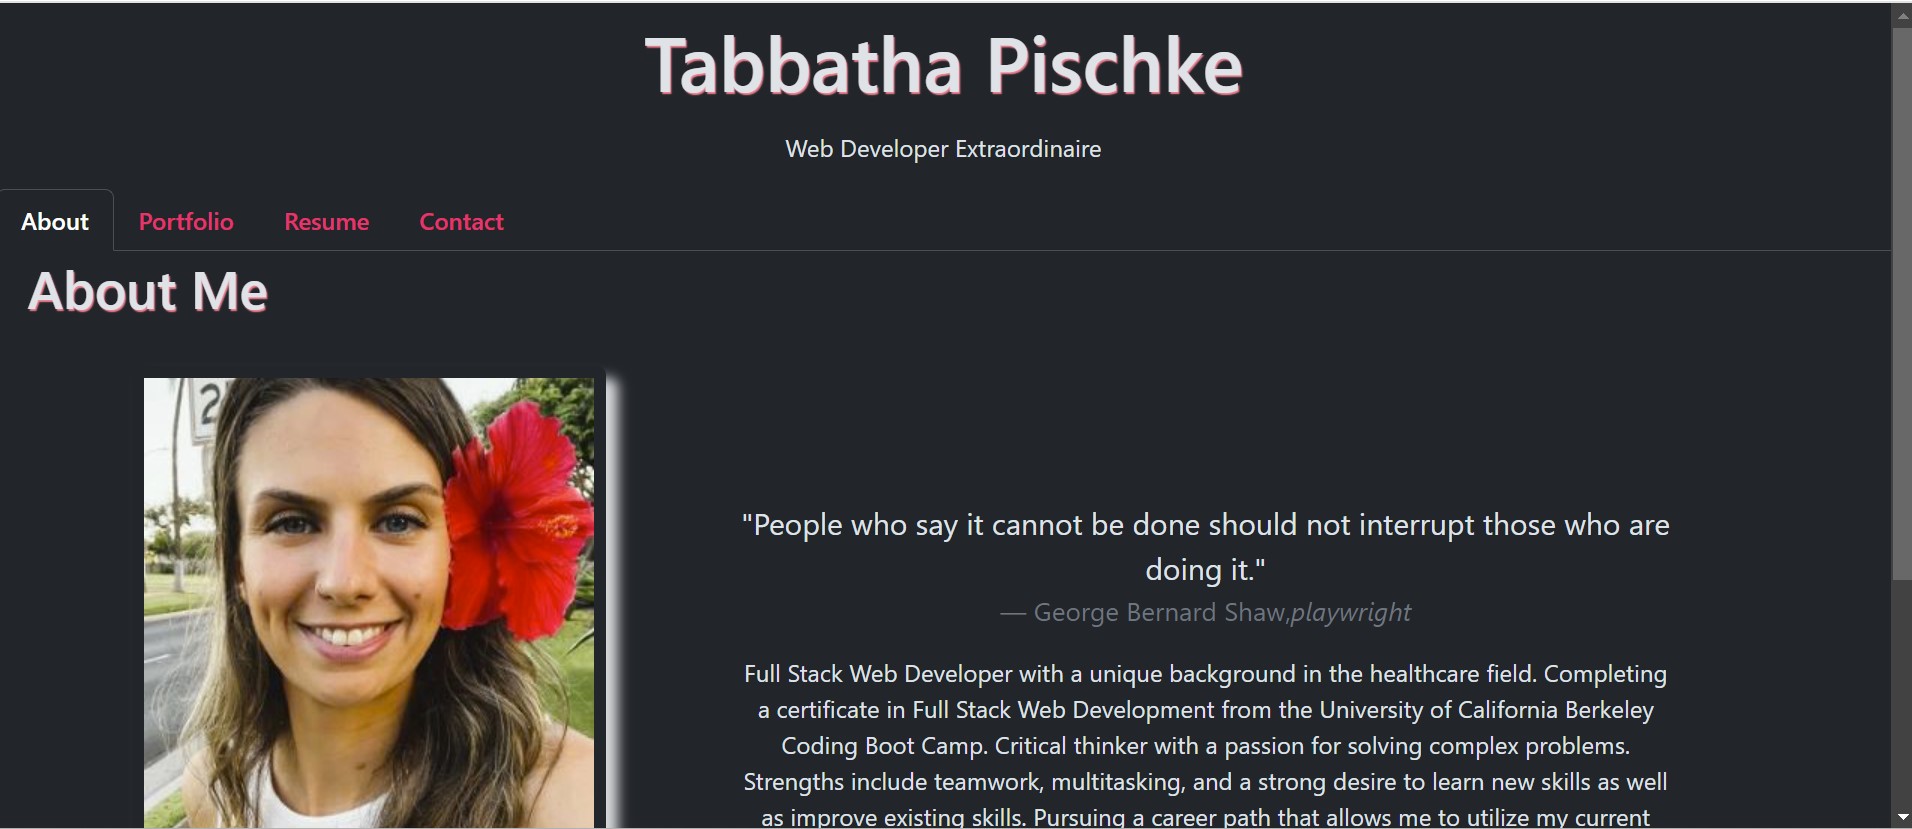 Tabbatha Pischke
Web Developer Extraordinaire
About
Portfolio
Resume
Contact
About Me
2
"People who say it cannot be done should not interrupt those who are
doing it."
— George Bernard Shaw,playwright
Full Stack Web Developer with a unique background in the healthcare field. Completing
a certificate in Full Stack Web Development from the University of California Berkeley
Coding Boot Camp. Critical thinker with a passion for solving complex problems.
Strengths include teamwork, multitasking, and a strong desire to learn new skills as well
as improve existing skills. Pursuing a career path that allows me to utilize my current